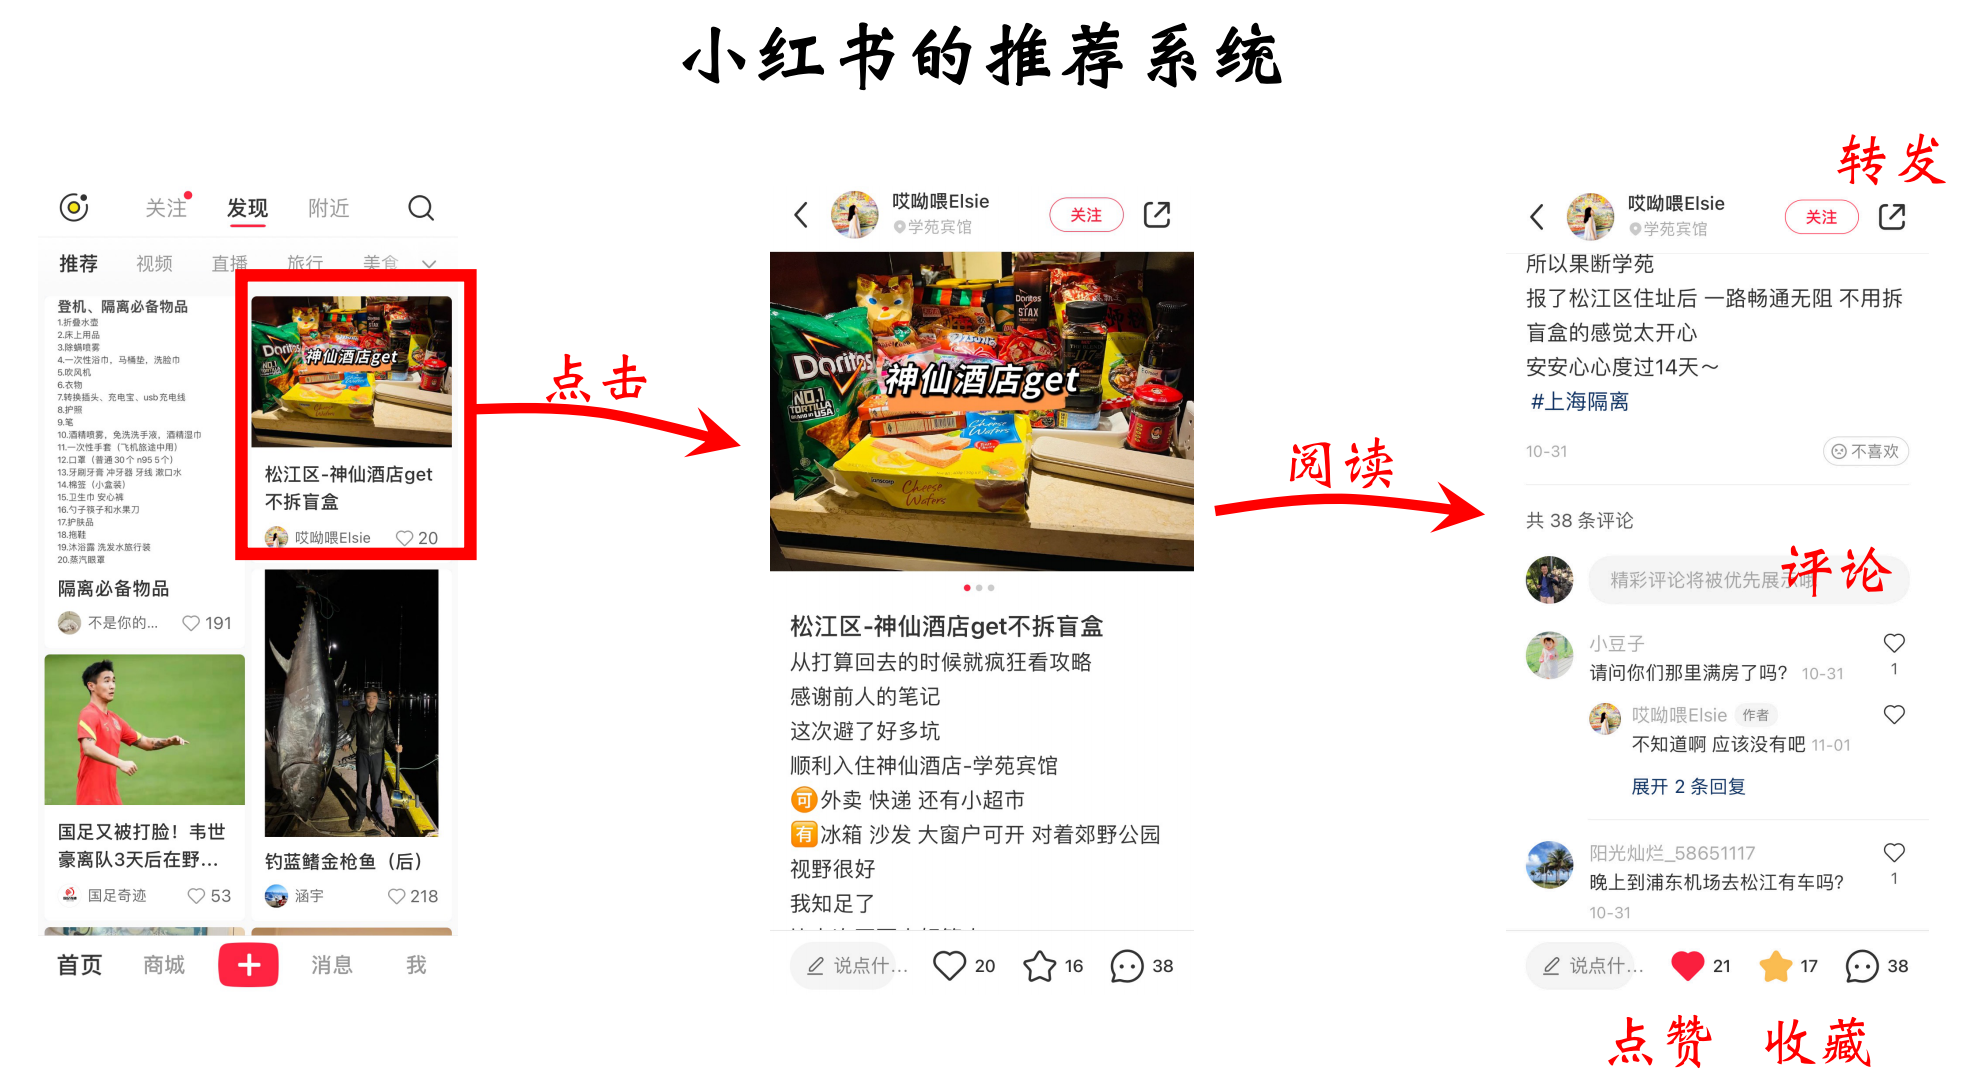 小红书的推荐系统
关注 发现 附近
推荐 视频 直播 旅行 美食
登机、隔离必备物品
1.折叠水壶
2.床上用品
3.除螨喷雾
4.一次性浴巾，马桶垫，洗脸巾
5.吹风机
6.衣物
7.转换插头、充电宝、usb充电线
8.护照
9.笔
10.酒精喷雾，免洗洗手液，酒精湿巾
11.一次性手套（飞机旅途中用）
12.口罩（普通30个 n95 5个）
13.牙刷牙膏 冲牙器 牙线 漱口水
14.棉签（小盒装）
15.卫生巾 安心裤
16.勺子筷子和水果刀
17.护肤品
18.拖鞋
19.沐浴露 洗发水旅行装
20.蒸汽眼罩
隔离必备物品
不是你的... 191
Doritos
NO.1
神仙酒店get
松江区-神仙酒店get
不拆盲盒
哎呦喂Elsie 20
国足又被打脸！韦世
豪离队3天后在野...
国足奇迹 53
钓蓝鳍金枪鱼（后）
涵宇 218
首页 商城 消息 我
点击
哎呦喂Elsie
学苑宾馆
关注
Doritos
STAX
Doritos
NO.1
TORTILLA
神仙酒店get
Cheese
Wafers
Cheese
Wafers
松江区-神仙酒店get不拆盲盒
从打算回去的时候就疯狂看攻略
感谢前人的笔记
这次避了好多坑
顺利入住神仙酒店-学苑宾馆
可外卖 快递 还有小超市
有冰箱 沙发 大窗户可开 对着郊野公园
视野很好
我知足了
说点什... 20 16 38
阅读
转发
哎呦喂Elsie
学苑宾馆
关注
所以果断学苑
报了松江区住址后 一路畅通无阻 不用拆
盲盒的感觉太开心
安安心心度过14天～
#上海隔离
10-31 不喜欢
共 38 条评论
精彩评论将被优先展示
评论
小豆子
请问你们那里满房了吗? 10-31 1
哎呦喂Elsie 作者
不知道啊 应该没有吧 11-01
展开 2 条回复
阳光灿烂_58651117
晚上到浦东机场去松江有车吗? 1
10-31
说点什... 21 17 38
点赞 收藏